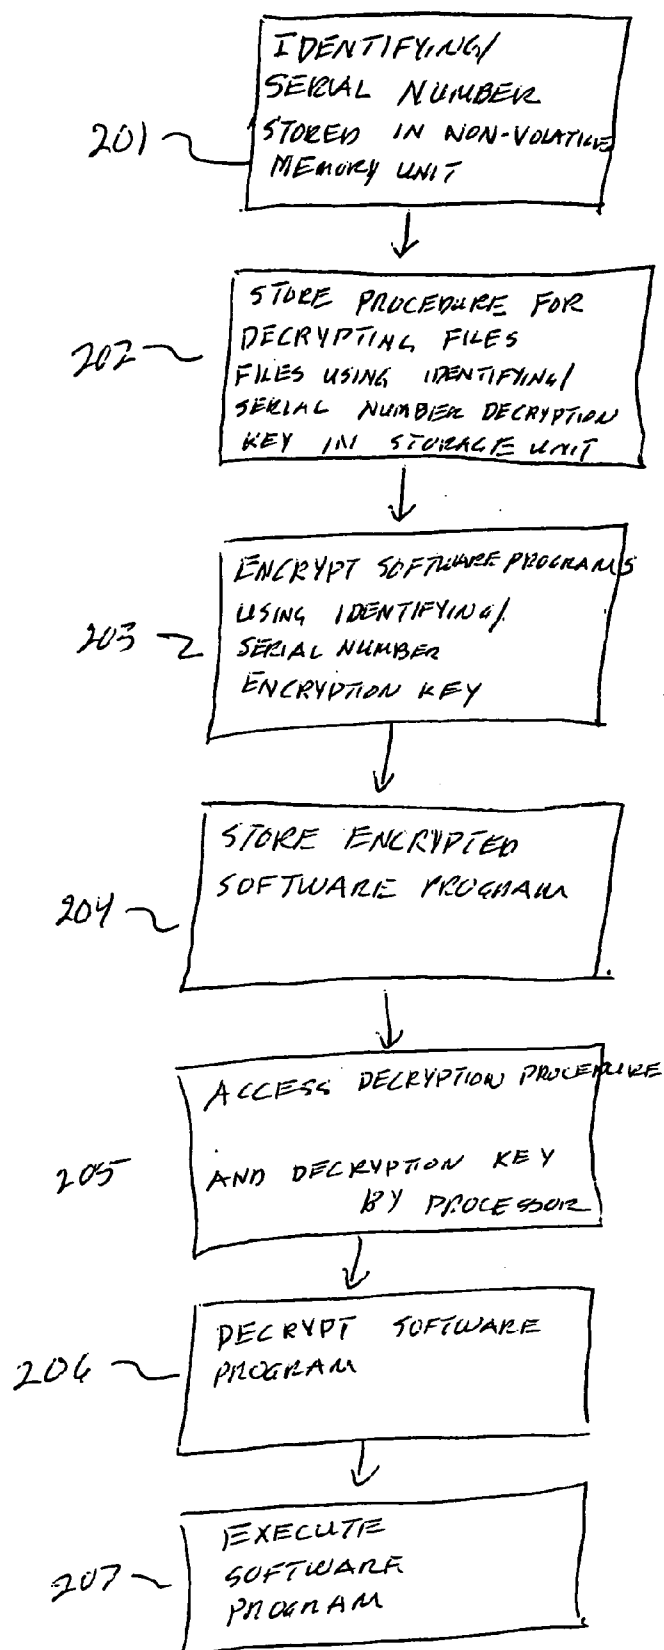 IDENTIFYING/
SERIAL NUMBER
STORED IN NON-VOLATILE
MEMORY UNIT
201
STORE PROCEDURE FOR
DECRYPTING FILES
FILES USING IDENTIFYING/
SERIAL NUMBER DECRYPTION
KEY IN STORAGE UNIT
202
ENCRYPT SOFTWARE PROGRAMS
USING IDENTIFYING/
SERIAL NUMBER
ENCRYPTION KEY
203
STORE ENCRYPTED
SOFTWARE PROGRAM
204
ACCESS DECRYPTION PROCEDURE
AND DECRYPTION KEY
BY PROCESSOR
205
DECRYPT SOFTWARE
PROGRAM
206
EXECUTE
SOFTWARE
PROGRAM
207